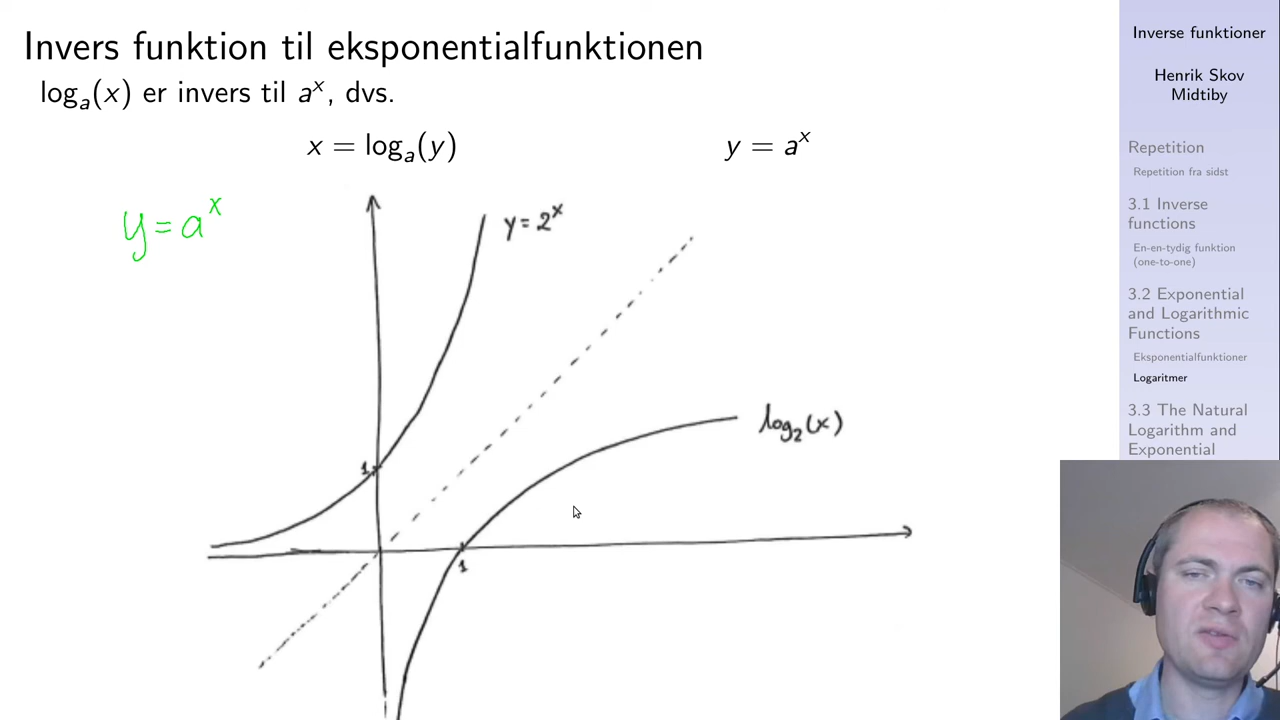 Invers funktion til eksponentialfunktionen
logₐ(x) er invers til aˣ, dvs.
x = logₐ(y)
y = aˣ
y = aˣ
y = 2ˣ
log₂(x)
1
1
Inverse funktioner
Henrik Skov
Midtiby
Repetition
Repetition fra sidst
3.1 Inverse
functions
En-en-tydig funktion
(one-to-one)
3.2 Exponential
and Logarithmic
Functions
Eksponentialfunktioner
Logaritmer
3.3 The Natural
Logarithm and
Exponential